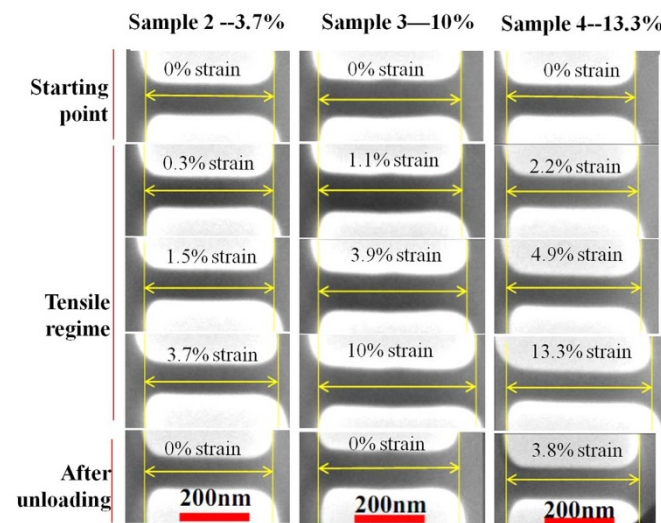 Sample 2 --3.7%
Sample 3—10%
Sample 4--13.3%
Starting
point
0% strain
0% strain
0% strain
Tensile
regime
0.3% strain
1.1% strain
2.2% strain
1.5% strain
3.9% strain
4.9% strain
3.7% strain
10% strain
13.3% strain
After
unloading
0% strain
0% strain
3.8% strain
200nm
200nm
200nm